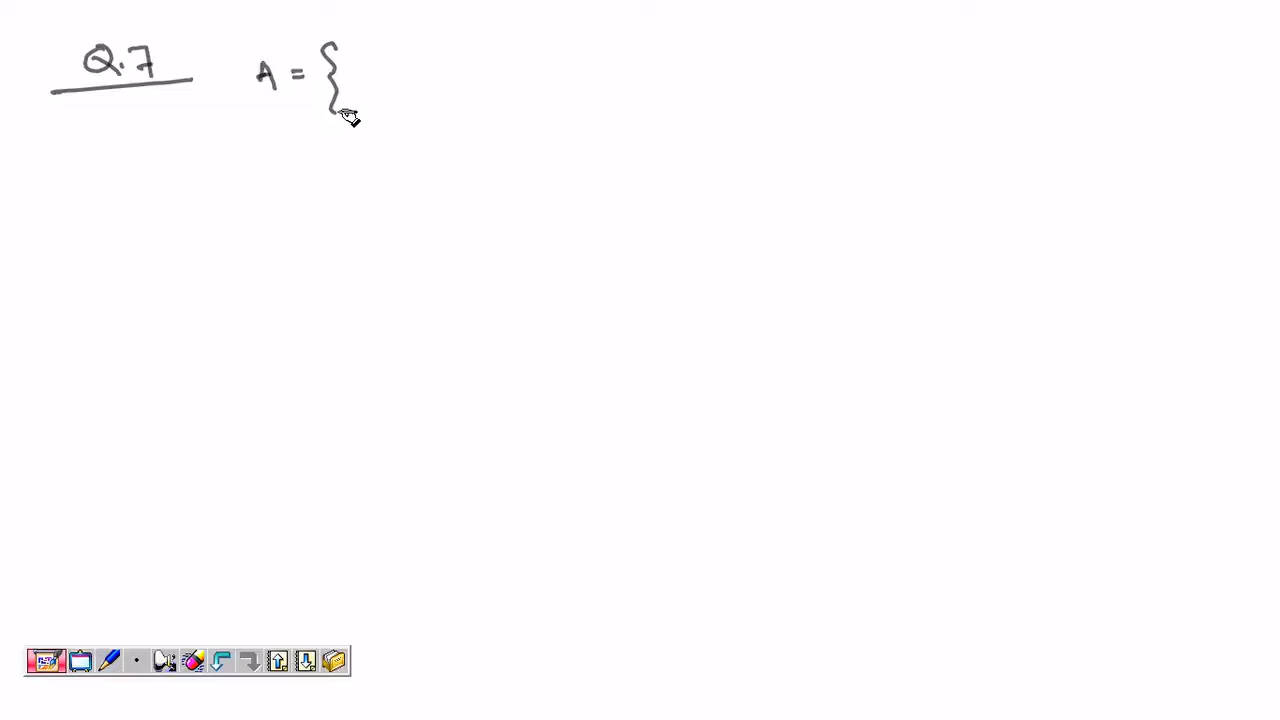 Q.7 A = {